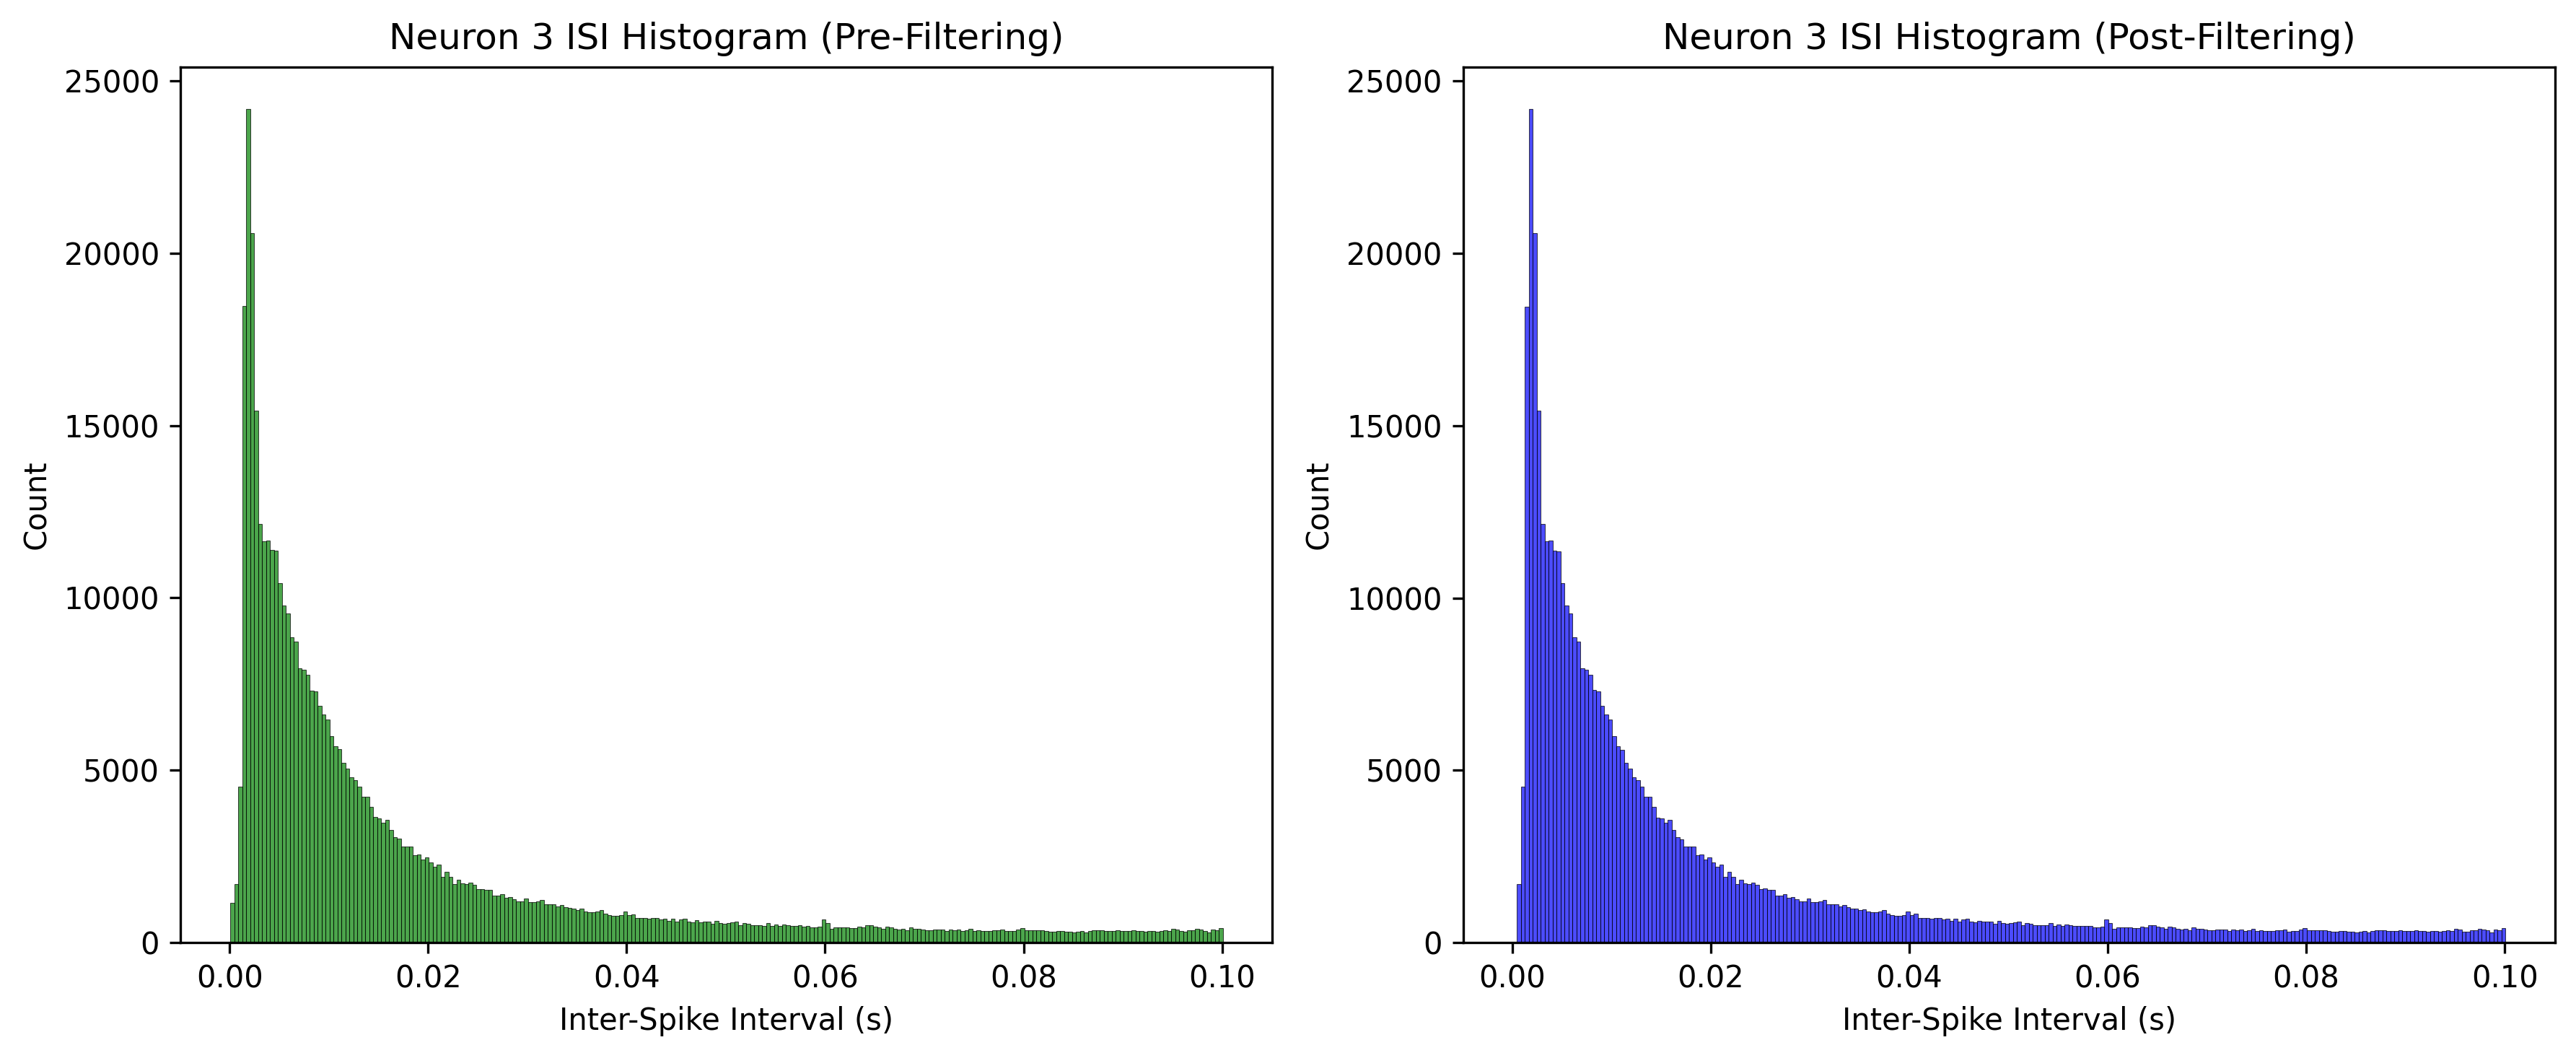 Neuron 3 ISI Histogram (Pre-Filtering)
25000
20000
15000
10000
5000
0
Count
0.00 0.02 0.04 0.06 0.08 0.10
Inter-Spike Interval (s)
Neuron 3 ISI Histogram (Post-Filtering)
25000
20000
15000
10000
5000
0
Count
0.00 0.02 0.04 0.06 0.08 0.10
Inter-Spike Interval (s)